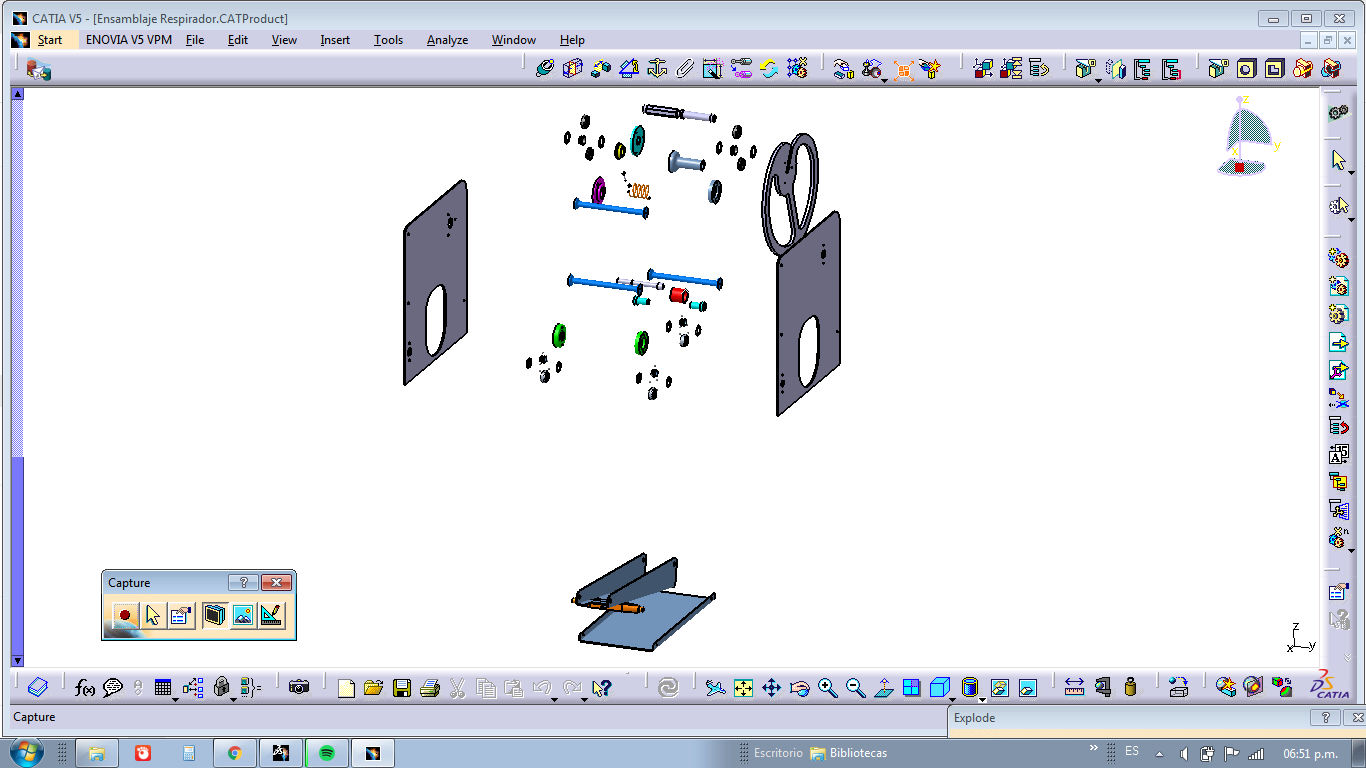 CATIA V5 - [Ensamblaje Respirador.CATProduct]
Start ENOVIA V5 VPM File Edit View Insert Tools Analyze Window Help
z
y
x
Capture
z
x y
f(x)
CATIA
Capture
Explode
ES
Escritorio Bibliotecas
06:51 p.m.